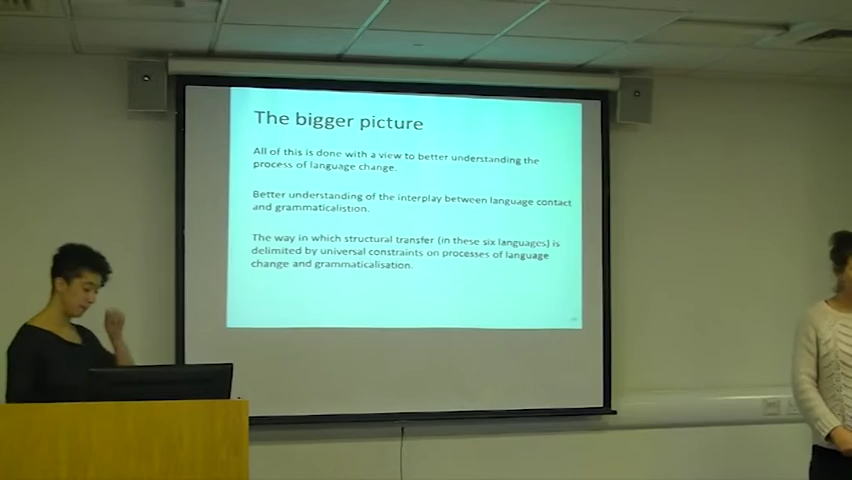 The bigger picture
All of this is done with a view to better understanding the
process of language change.
Better understanding of the interplay between language contact
and grammaticalistion.
The way in which structural transfer (in these six languages) is
delimited by universal constraints on processes of language
change and grammaticalisation.